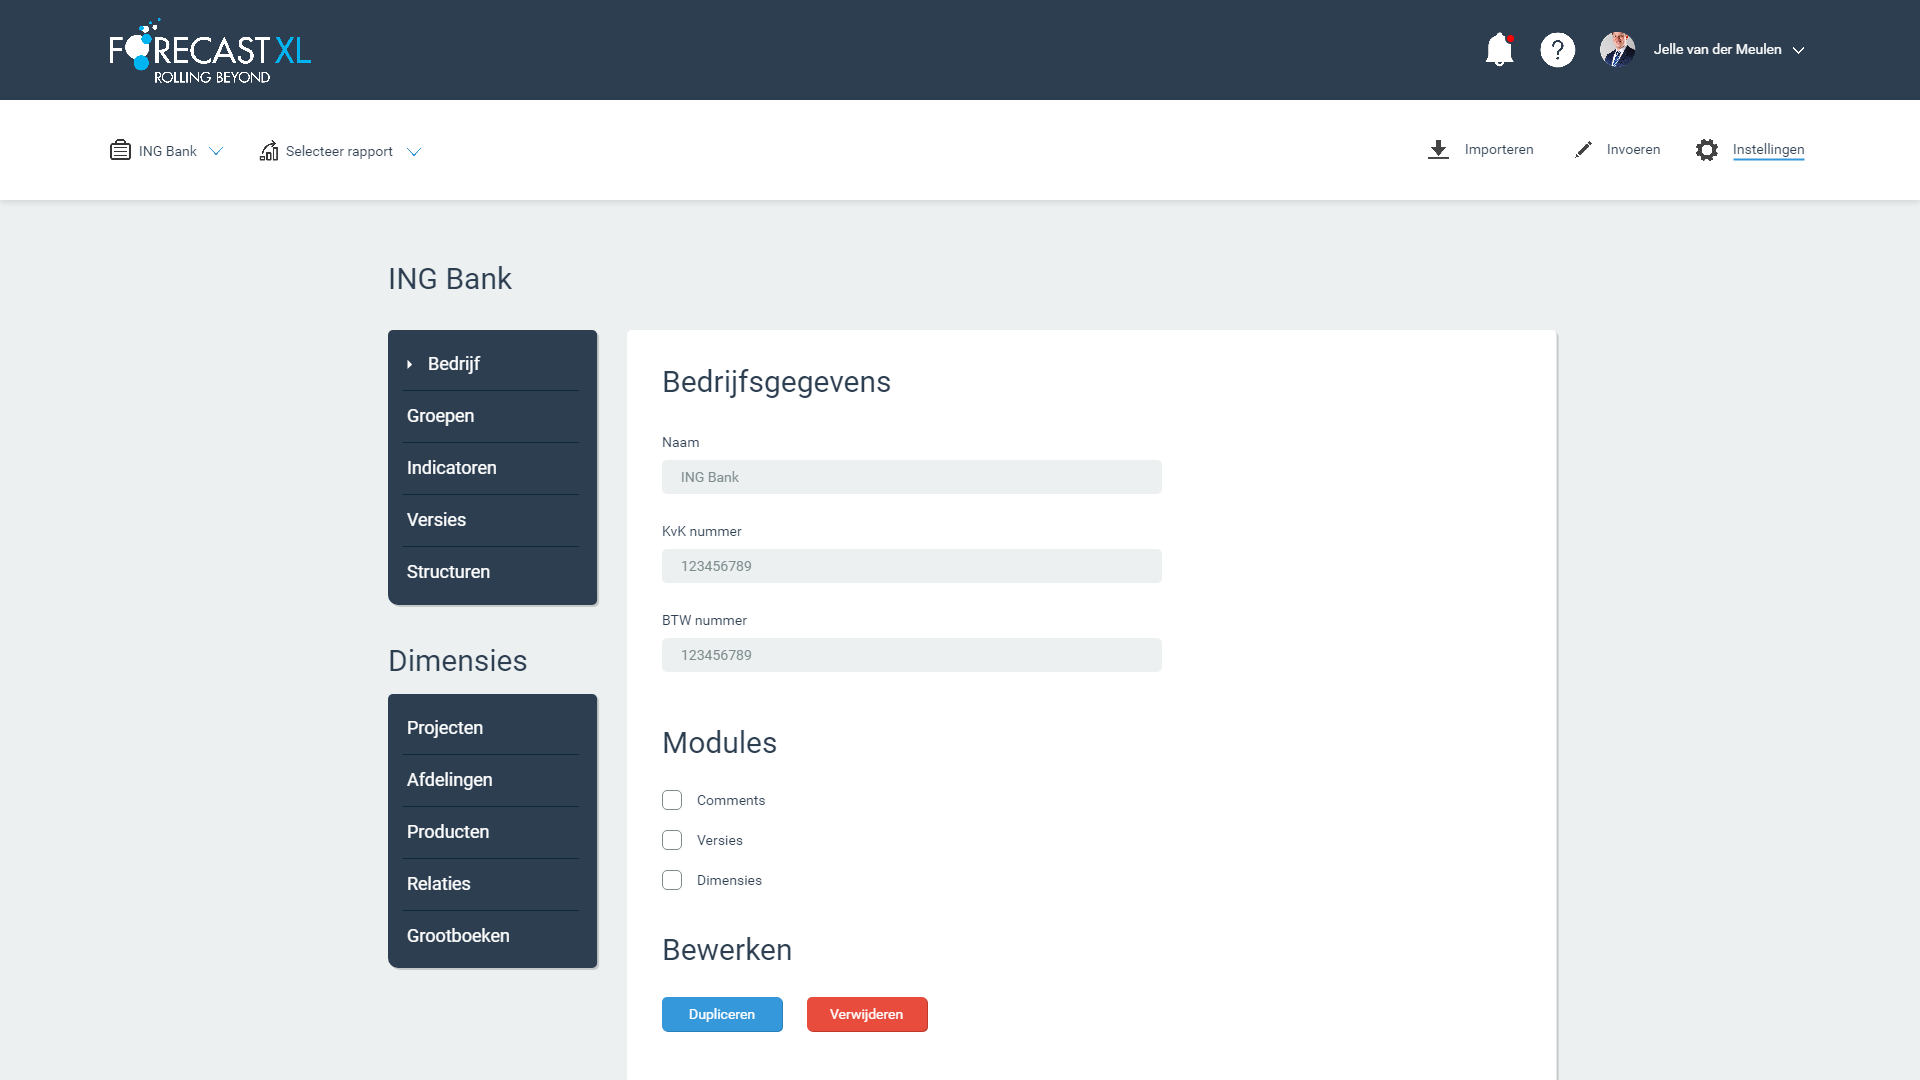 FORECAST XL
ROLLING BEYOND
?
Jelle van der Meulen
ING Bank
Selecteer rapport
Importeren
Invoeren
Instellingen
ING Bank
Bedrijf
Groepen
Indicatoren
Versies
Structuren
Dimensies
Projecten
Afdelingen
Producten
Relaties
Grootboeken
Bedrijfsgegevens
Naam
ING Bank
KvK nummer
123456789
BTW nummer
123456789
Modules
Comments
Versies
Dimensies
Bewerken
Dupliceren
Verwijderen